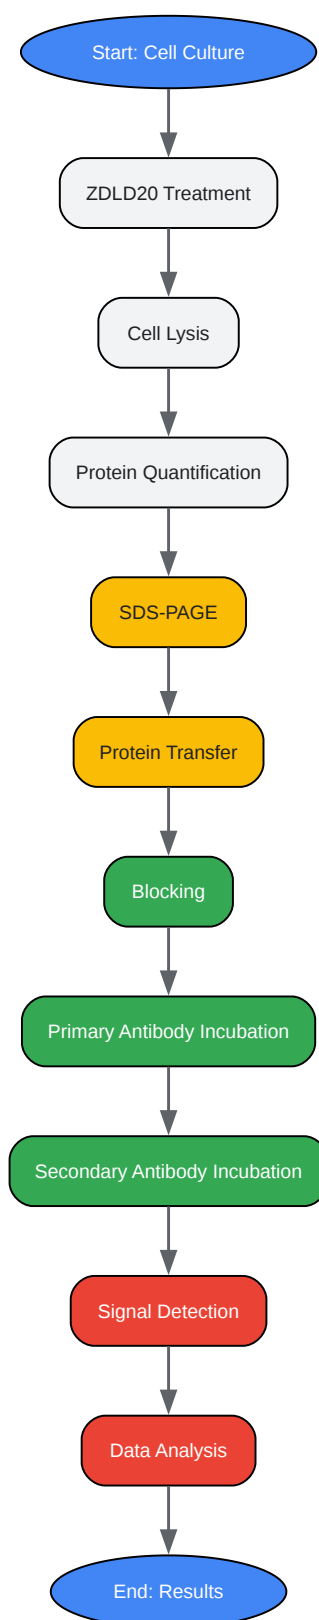 Start: Cell Culture
ZDLD20 Treatment
Cell Lysis
Protein Quantification
SDS-PAGE
Protein Transfer
Blocking
Primary Antibody Incubation
Secondary Antibody Incubation
Signal Detection
Data Analysis
End: Results